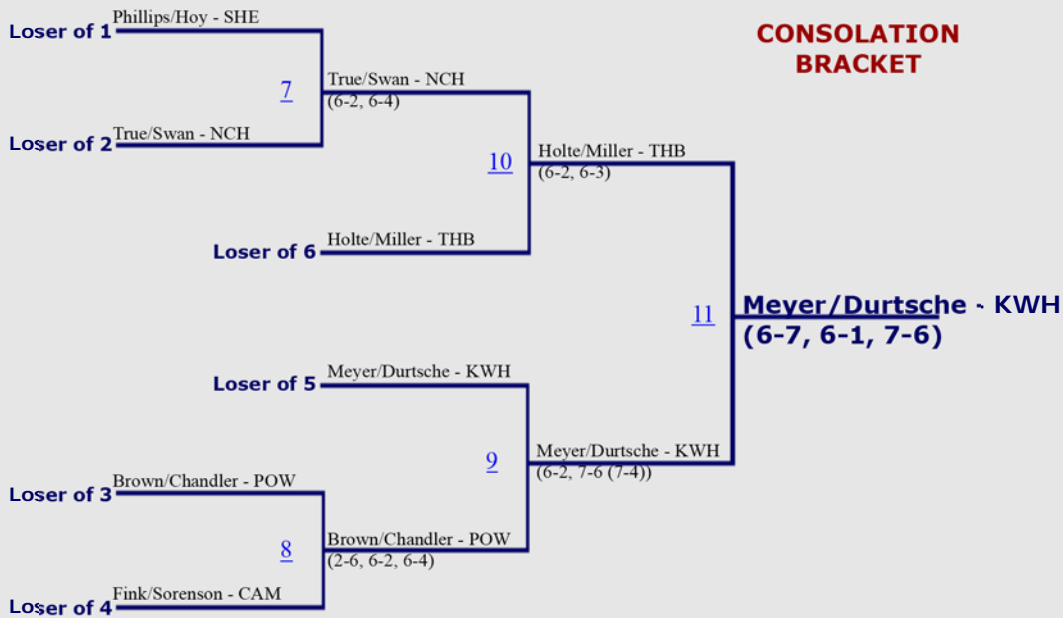 Phillips/Hoy - SHE
Loser of 1
CONSOLATION
BRACKET
7
True/Swan - NCH
(6-2, 6-4)
Loser of 2
True/Swan - NCH
10
Holte/Miller - THB
(6-2, 6-3)
Loser of 6
Holte/Miller - THB
11
Meyer/Durtsche - KWH
(6-7, 6-1, 7-6)
Loser of 5
Meyer/Durtsche - KWH
9
Meyer/Durtsche - KWH
(6-2, 7-6 (7-4))
Loser of 3
Brown/Chandler - POW
8
Brown/Chandler - POW
(2-6, 6-2, 6-4)
Loser of 4
Fink/Sorenson - CAM